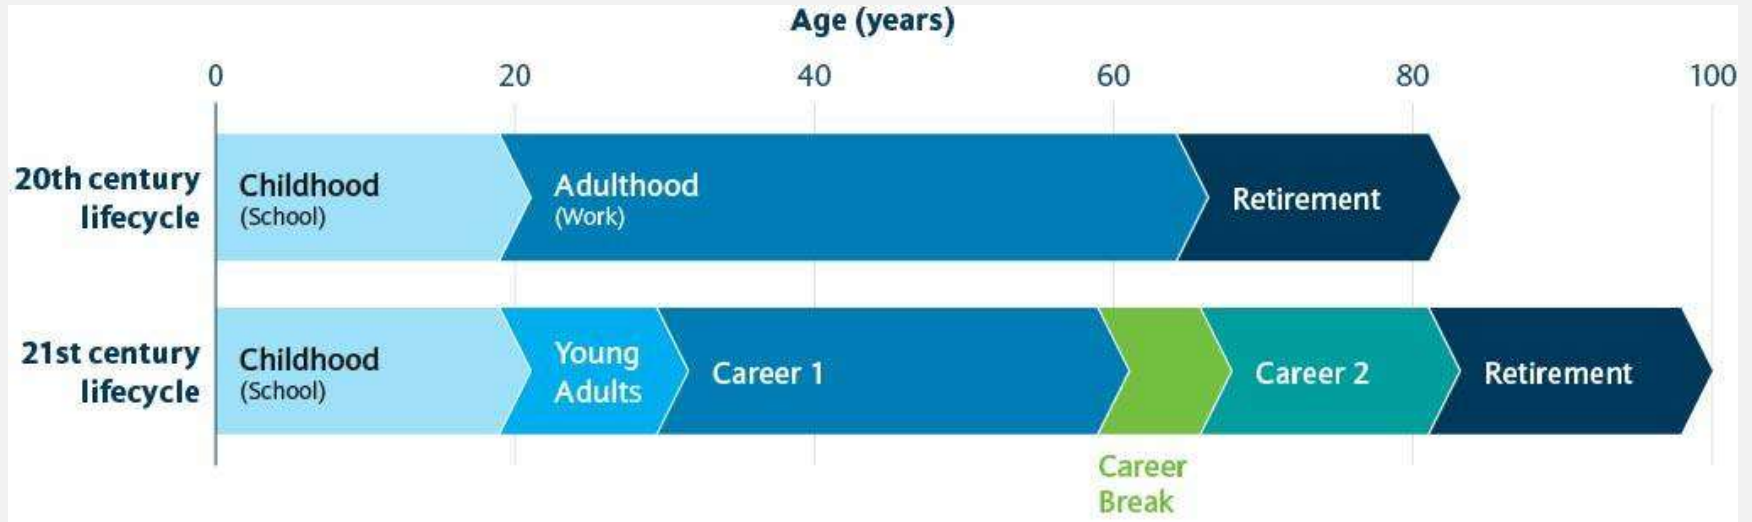 Age (years)
0 20 40 60 80 100
20th century
lifecycle
Childhood
(School)
Adulthood
(Work)
Retirement
21st century
lifecycle
Childhood
(School)
Young
Adults
Career 1
Career 2
Retirement
Career
Break